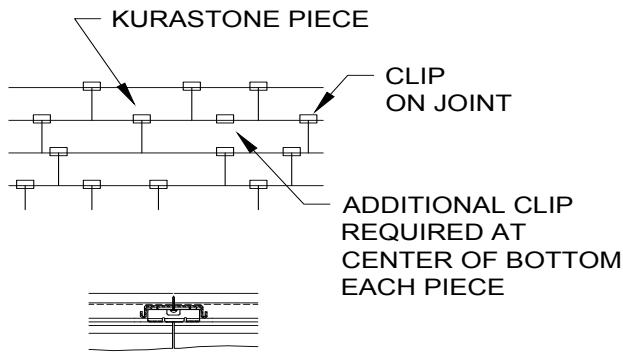 KURASTONE PIECE
CLIP
ON JOINT
ADDITIONAL CLIP
REQUIRED AT
CENTER OF BOTTOM
EACH PIECE